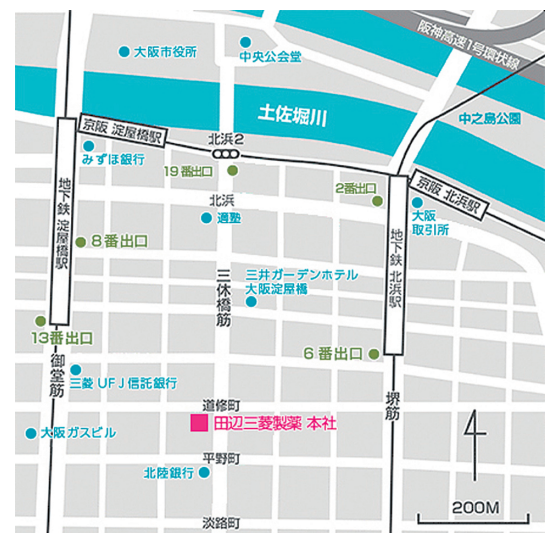 阪神高速1号環状線
大阪市役所
中央公会堂
土佐堀川
中之島公園
京阪 淀屋橋駅
北浜2
みずほ銀行
19番出口
京阪 北浜駅
2番出口
北浜
適塾
大阪
取引所
地下鉄 淀屋橋駅
8番出口
地下鉄 北浜駅
三休橋筋
三井ガーデンホテル
大阪淀屋橋
13番出口
6番出口
御堂筋
三菱UFJ信託銀行
堺筋
道修町
田辺三菱製薬 本社
大阪ガスビル
平野町
北陸銀行
200M
淡路町